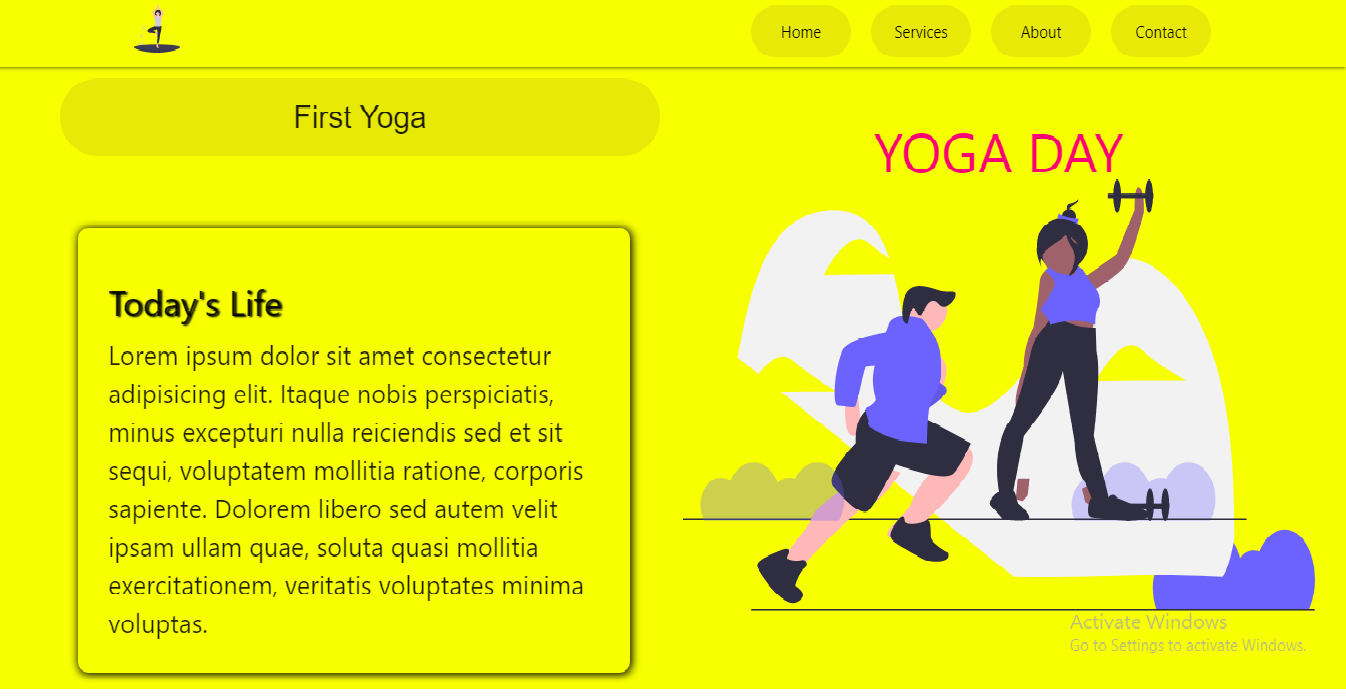 Home
Services
About
Contact
First Yoga
YOGA DAY
Today's Life
Lorem ipsum dolor sit amet consectetur
adipisicing elit. Itaque nobis perspiciatis,
minus excepturi nulla reiciendis sed et sit
sequi, voluptatem mollitia ratione, corporis
sapiente. Dolorem libero sed autem velit
ipsam ullam quae, soluta quasi mollitia
exercitationem, veritatis voluptates minima
voluptas.
Activate Windows
Go to Settings to activate Windows.